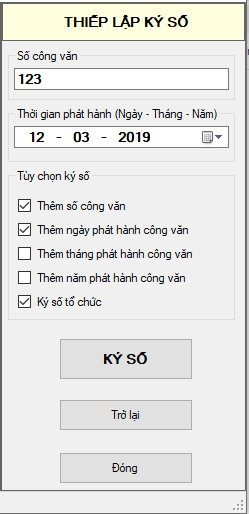 THIẾT LẬP KÝ SỐ
Số công văn
123
Thời gian phát hành (Ngày - Tháng - Năm)
12 - 03 - 2019
Tùy chọn ký số
Thêm số công văn
Thêm ngày phát hành công văn
Thêm tháng phát hành công văn
Thêm năm phát hành công văn
Ký số tổ chức
KÝ SỐ
Trở lại
Đóng